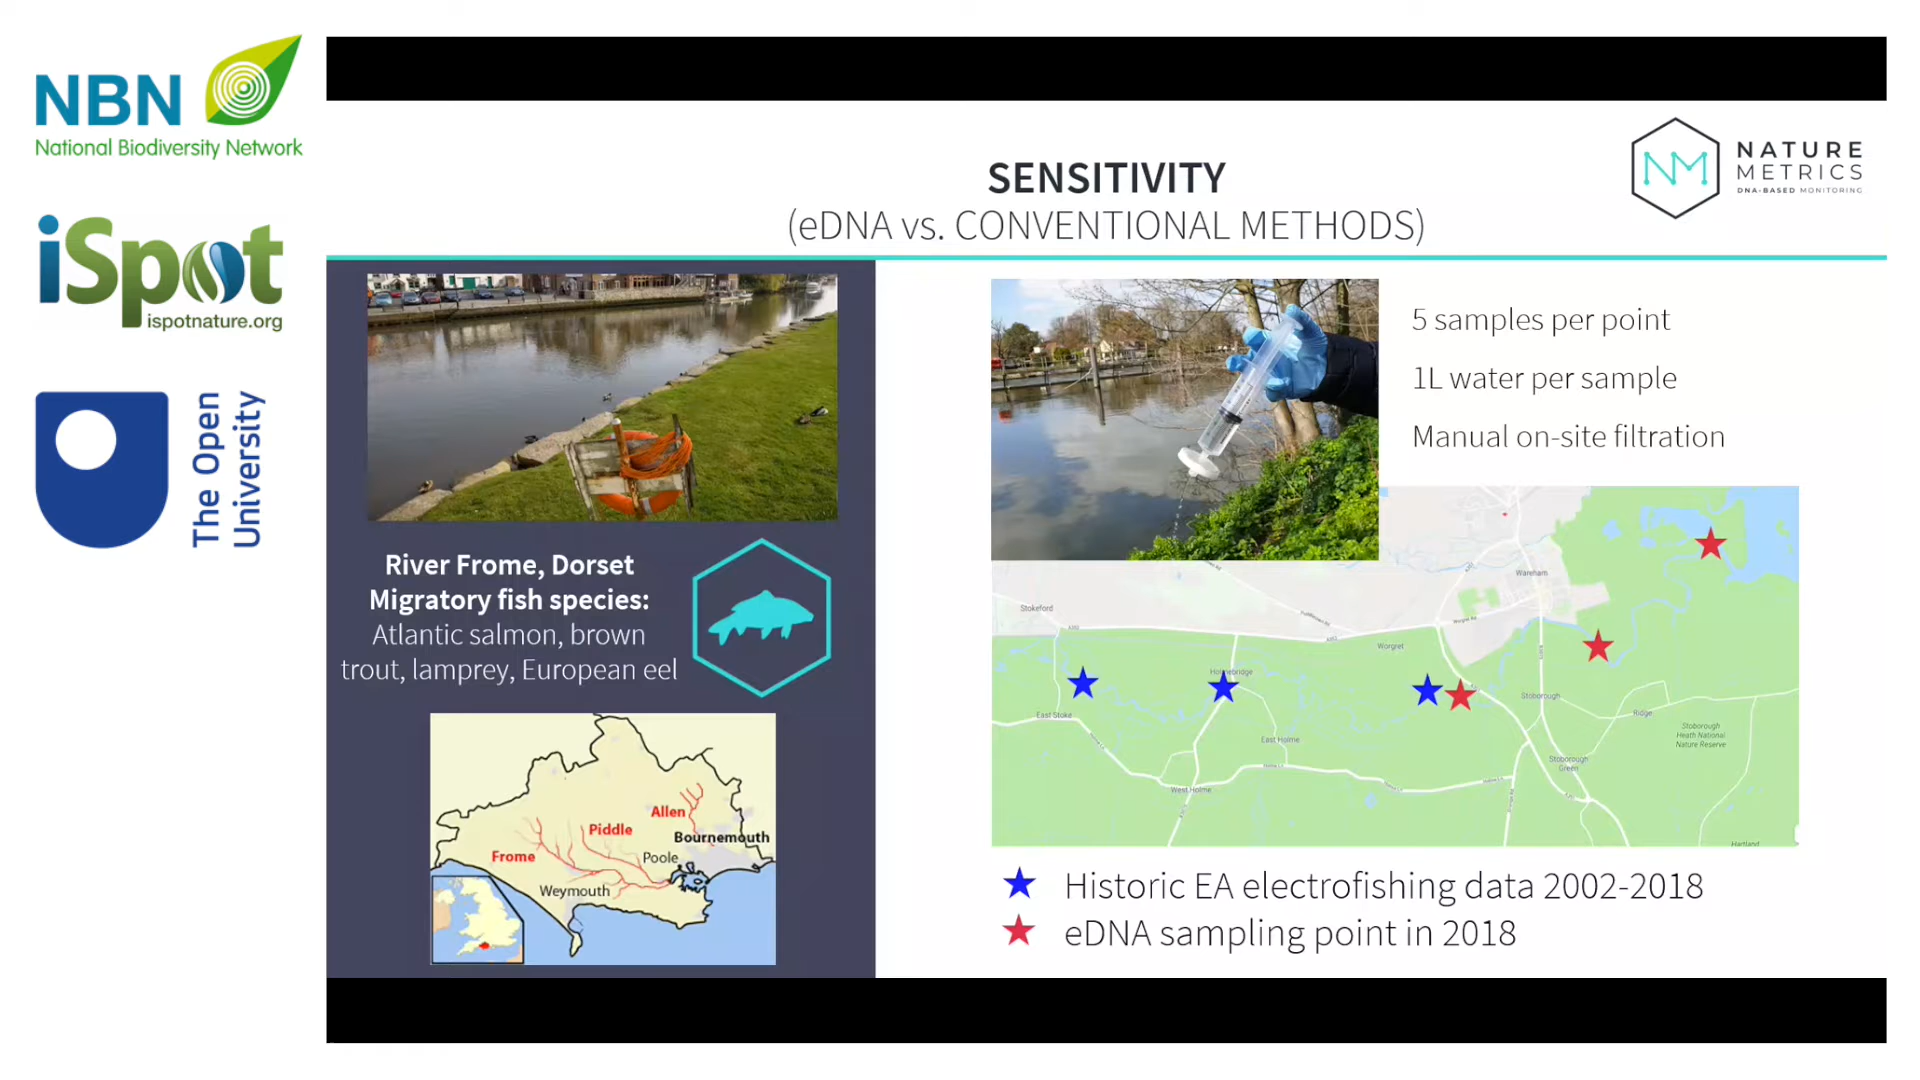 NBN
National Biodiversity Network
iSpot
ispotnature.org
The Open
University
SENSITIVITY
(eDNA vs. CONVENTIONAL METHODS)
NATURE
METRICS
DNA-BASED MONITORING
River Frome, Dorset
Migratory fish species:
Atlantic salmon, brown
trout, lamprey, European eel
Allen
Piddle
Bournemouth
Frome
Poole
Weymouth
5 samples per point
1L water per sample
Manual on-site filtration
Wareham
Stokeford
Worgret
East Stoke
East Holme
West Holme
Stoborough
Ridge
Stoborough
Heath National
Nature Reserve
Stoborough
Green
Hartland
Historic EA electrofishing data 2002-2018
eDNA sampling point in 2018